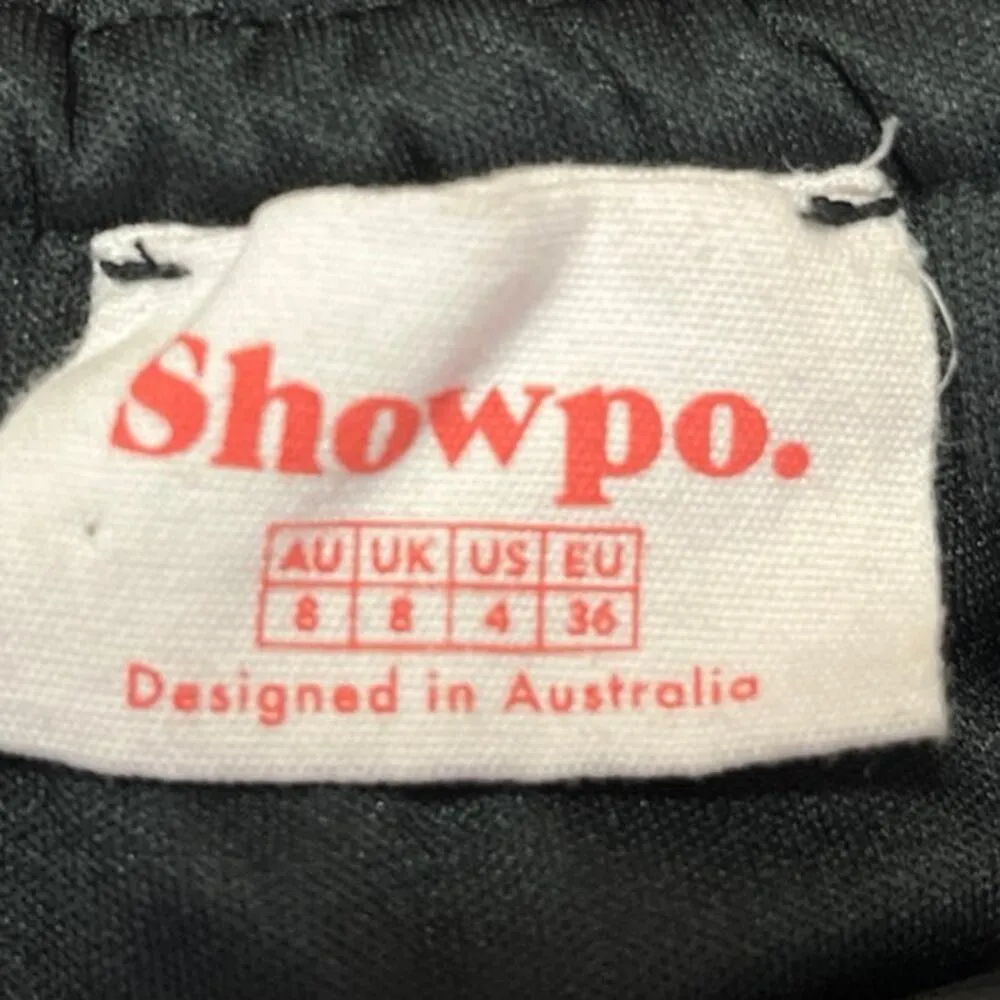 Showpo.
AU UK US EU
8 8 4 36
Designed in Australia